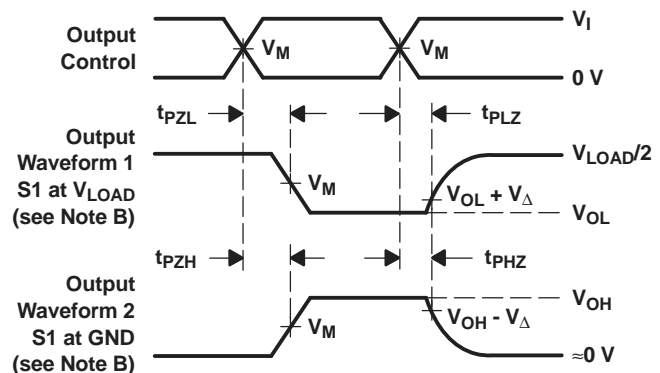 V_I
Output
Control
V_M
V_M
0 V
t_PZL
t_PLZ
Output
Waveform 1
S1 at V_LOAD
(see Note B)
V_LOAD/2
V_M
V_OL + V_Δ
V_OL
t_PZH
t_PHZ
Output
Waveform 2
S1 at GND
(see Note B)
V_OH
V_M
V_OH - V_Δ
≈0 V